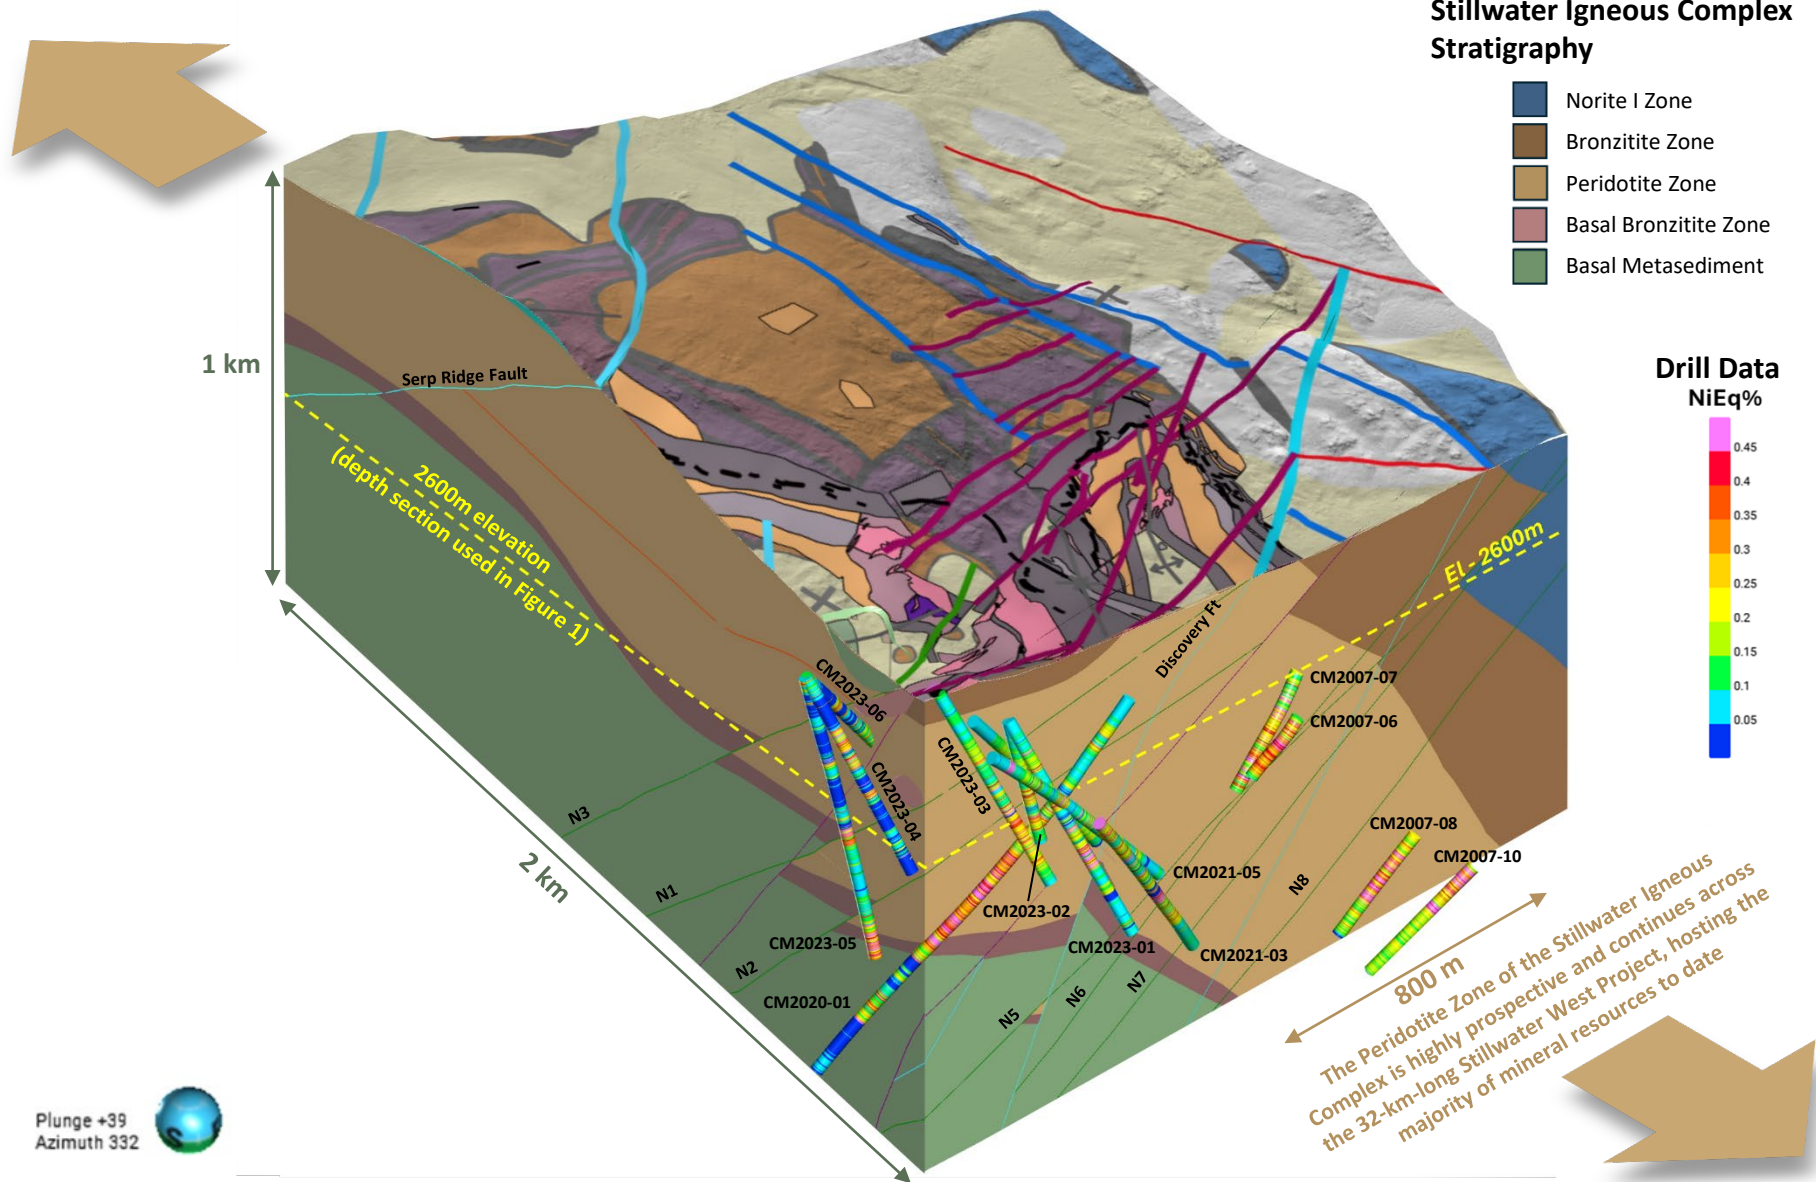 Stillwater Igneous Complex
Stratigraphy
Norite I Zone
Bronzitite Zone
Peridotite Zone
Basal Bronzitite Zone
Basal Metasediment
1 km
Serp Ridge Fault
2600m elevation
(depth section used in Figure 1)
Drill Data
NiEq%
0.45
0.4
0.35
0.3
0.25
0.2
0.15
0.1
0.05
El - 2600m
Discovery Ft
CM2023-06
CM2023-04
CM2023-03
CM2007-07
CM2007-06
CM2007-08
CM2007-10
N3
N1
N2
2 km
CM2023-05
CM2020-01
CM2023-02
CM2021-05
CM2023-01
CM2021-03
N5
N6
N7
N8
800 m
The Peridotite Zone of the Stillwater Igneous
Complex is highly prospective and continues across
the 32-km-long Stillwater West Project, hosting the
majority of mineral resources to date
Plunge +39
Azimuth 332
S